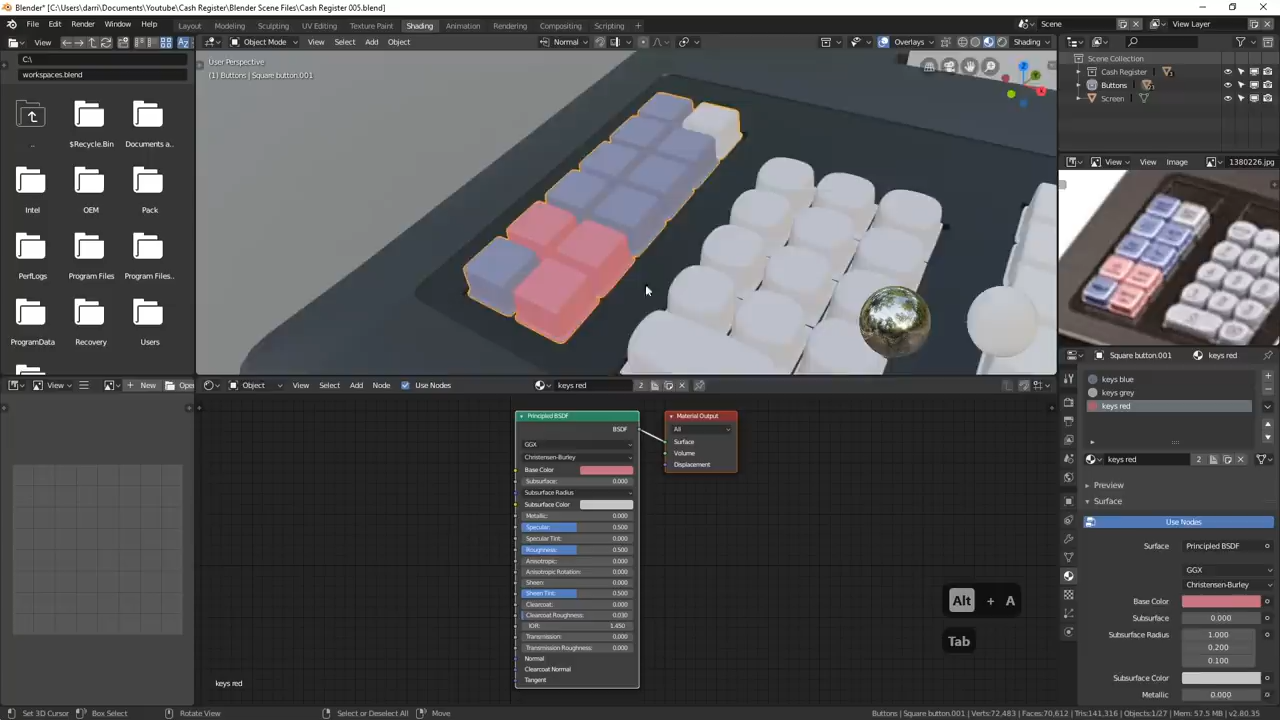 Blender* [C:\Users\darri\Documents\Youtube\Cash Register\Blender Scene Files\Cash Register 005.blend]
File Edit Render Window Help Layout Modeling Sculpting UV Editing Texture Paint Shading Animation Rendering Compositing Scripting + Scene View Layer
View Object Mode View Select Add Object Normal Overlays Shading
C:\
workspaces.blend
User Perspective
(1) Buttons | Square button.001
Scene Collection
Cash Register
Buttons
Screen
..
$Recycle.Bin
Documents a..
Intel
OEM
Pack
PerfLogs
Program Files
Program Files..
ProgramData
Recovery
Users
View View Image 1380226.jpg
Square button.001 keys red
keys blue
keys grey
keys red
keys red 2
Preview
Surface
Use Nodes
Surface Principled BSDF
GGX
Christensen-Burley
Base Color
Subsurface 0.000
Subsurface Radius 1.000
0.200
0.100
Subsurface Color
Metallic 0.000
View New Open
Object View Select Add Node Use Nodes keys red 2
Principled BSDF
BSDF
GGX
Christensen-Burley
Base Color
Subsurface: 0.000
Subsurface Radius
Subsurface Color
Metallic: 0.000
Specular: 0.500
Specular Tint: 0.000
Roughness: 0.500
Anisotropic: 0.000
Anisotropic Rotation: 0.000
Sheen: 0.000
Sheen Tint: 0.500
Clearcoat: 0.000
Clearcoat Roughness: 0.030
IOR: 1.450
Transmission: 0.000
Transmission Roughness: 0.000
Normal
Clearcoat Normal
Tangent
Material Output
All
Surface
Volume
Displacement
Alt + A
Tab
keys red
Set 3D Cursor Box Select Rotate View Select or Deselect All Move Buttons | Square button.001 | Verts:72,483 | Faces:70,612 | Tris:141,316 | Objects:1/27 | Mem: 57.5 MB | v2.80.35